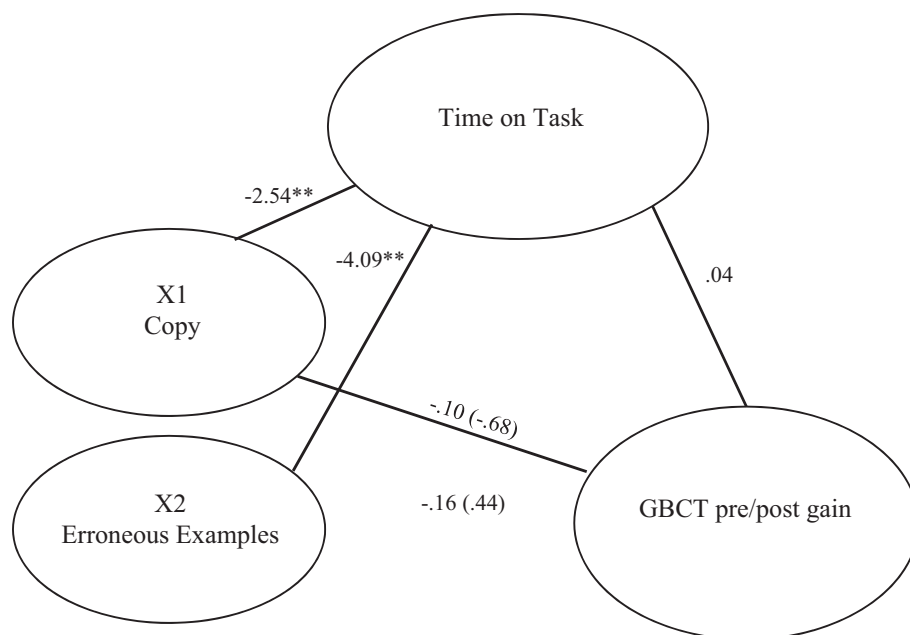 Time on Task
-2.54**
-4.09**
.04
X1
Copy
-.10 (-.68)
X2
Erroneous Examples
-.16 (.44)
GBCT pre/post gain